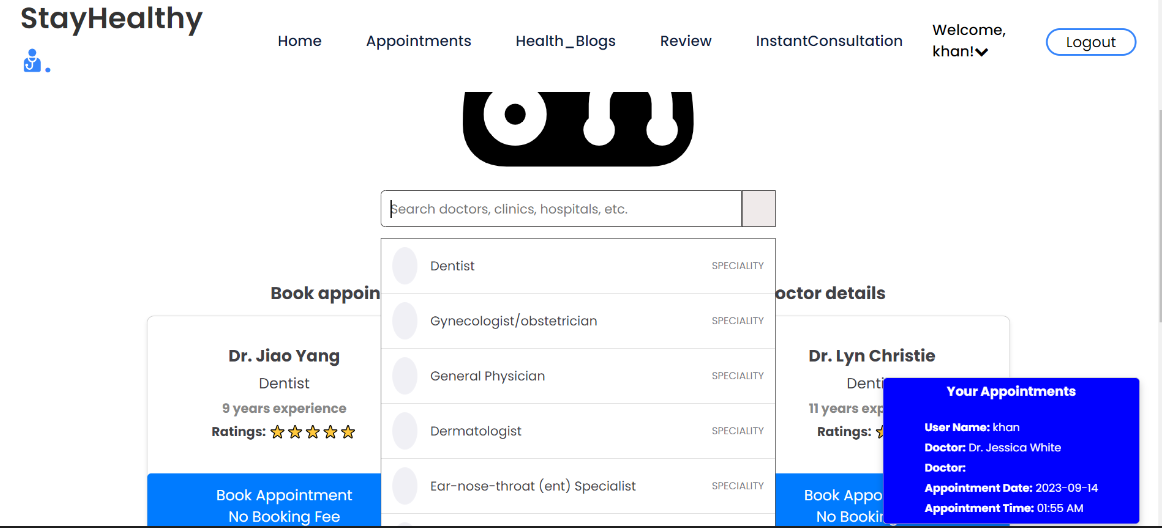 StayHealthy
Home Appointments Health_Blogs Review InstantConsultation Welcome, khan! Logout
Search doctors, clinics, hospitals, etc.
Dentist SPECIALITY
Gynecologist/obstetrician SPECIALITY
General Physician SPECIALITY
Dermatologist SPECIALITY
Ear-nose-throat (ent) Specialist SPECIALITY
Book appoin
octor details
Dr. Jiao Yang
Dentist
9 years experience
Ratings:
Book Appointment
No Booking Fee
Dr. Lyn Christie
Denti
11 years exp
Ratings:
Book Appo
No Booking
Your Appointments
User Name: khan
Doctor: Dr. Jessica White
Doctor:
Appointment Date: 2023-09-14
Appointment Time: 01:55 AM